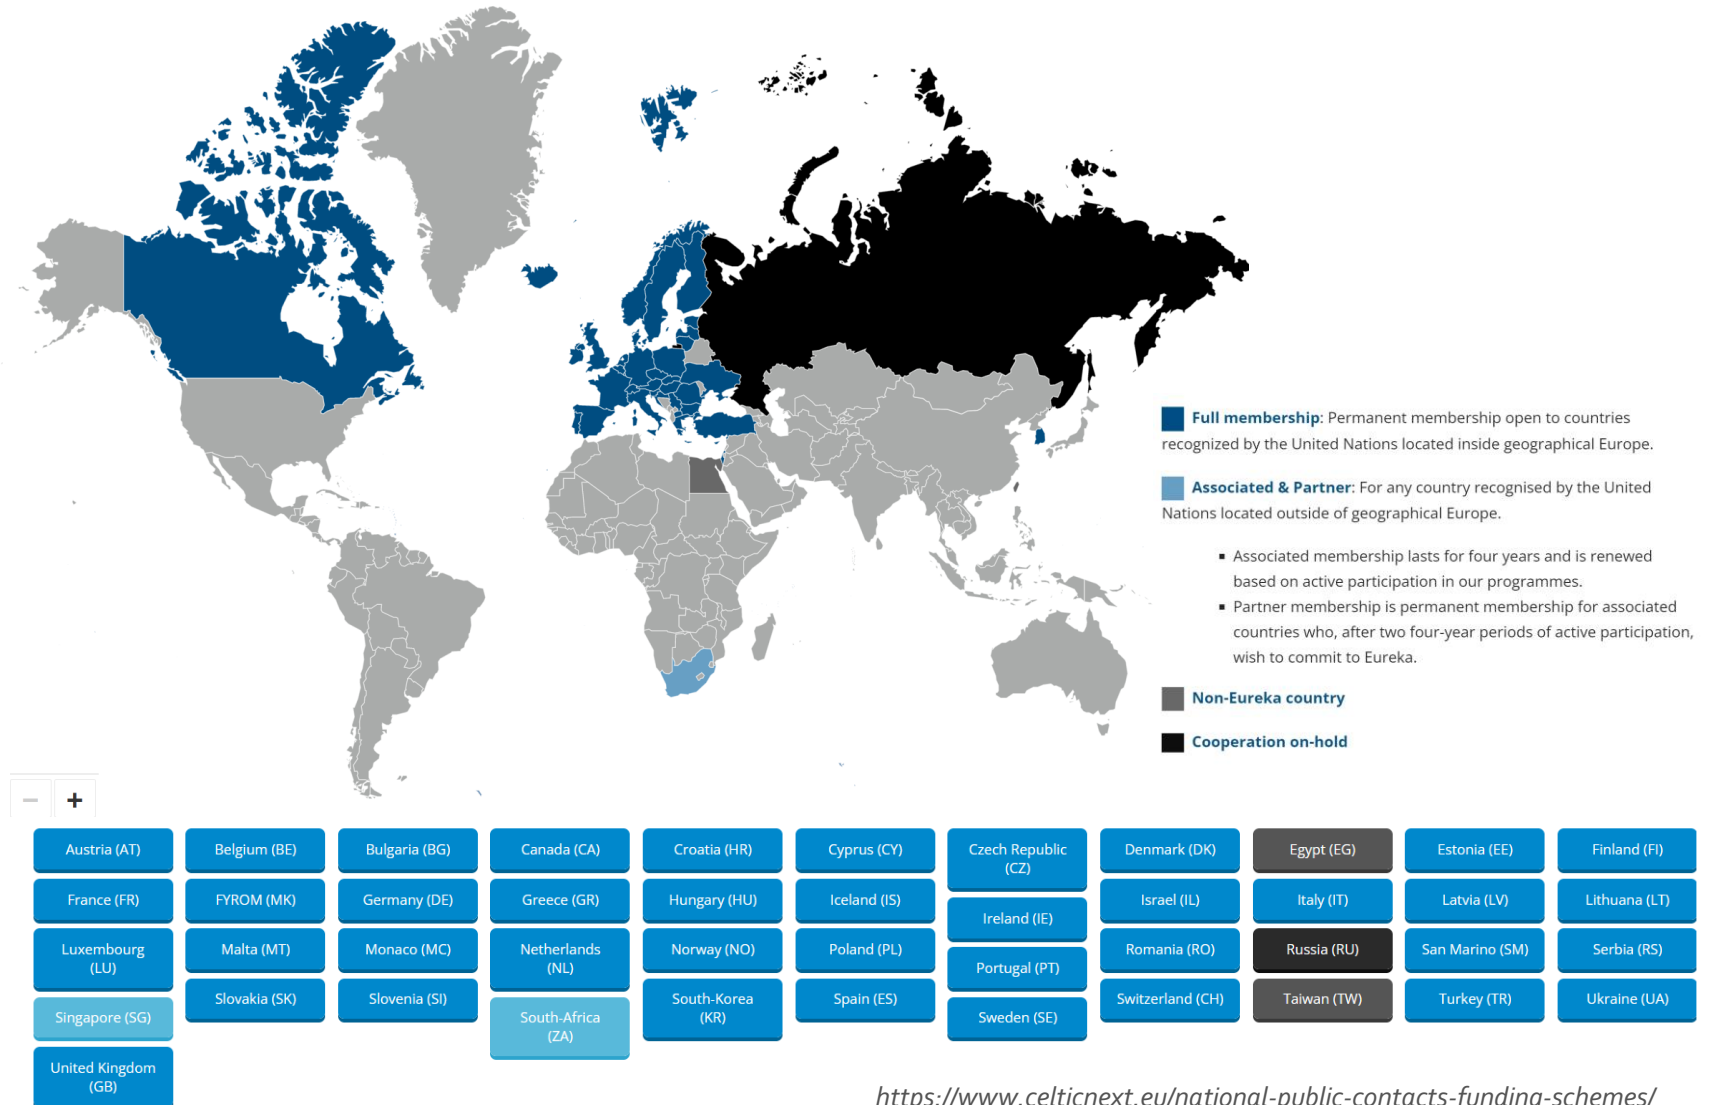 Full membership: Permanent membership open to countries
recognized by the United Nations located inside geographical Europe.
Associated & Partner: For any country recognised by the United
Nations located outside of geographical Europe.
▪ Associated membership lasts for four years and is renewed
based on active participation in our programmes.
▪ Partner membership is permanent membership for associated
countries who, after two four-year periods of active participation,
wish to commit to Eureka.
Non-Eureka country
Cooperation on-hold
− +
Austria (AT)
Belgium (BE)
Bulgaria (BG)
Canada (CA)
Croatia (HR)
Cyprus (CY)
Czech Republic
(CZ)
Denmark (DK)
Egypt (EG)
Estonia (EE)
Finland (FI)
France (FR)
FYROM (MK)
Germany (DE)
Greece (GR)
Hungary (HU)
Iceland (IS)
Ireland (IE)
Israel (IL)
Italy (IT)
Latvia (LV)
Lithuana (LT)
Luxembourg
(LU)
Malta (MT)
Monaco (MC)
Netherlands
(NL)
Norway (NO)
Poland (PL)
Portugal (PT)
Romania (RO)
Russia (RU)
San Marino (SM)
Serbia (RS)
Singapore (SG)
Slovakia (SK)
Slovenia (SI)
South-Africa
(ZA)
South-Korea
(KR)
Spain (ES)
Sweden (SE)
Switzerland (CH)
Taiwan (TW)
Turkey (TR)
Ukraine (UA)
United Kingdom
(GB)
https://www.celticnext.eu/national-public-contacts-funding-schemes/